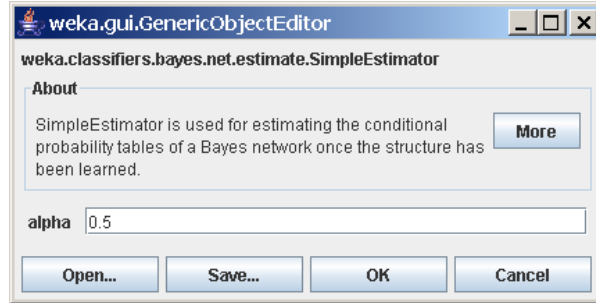 weka.gui.GenericObjectEditor
weka.classifiers.bayes.net.estimate.SimpleEstimator
About
SimpleEstimator is used for estimating the conditional
probability tables of a Bayes network once the structure has
been learned.
More
alpha 0.5
Open... Save... OK Cancel